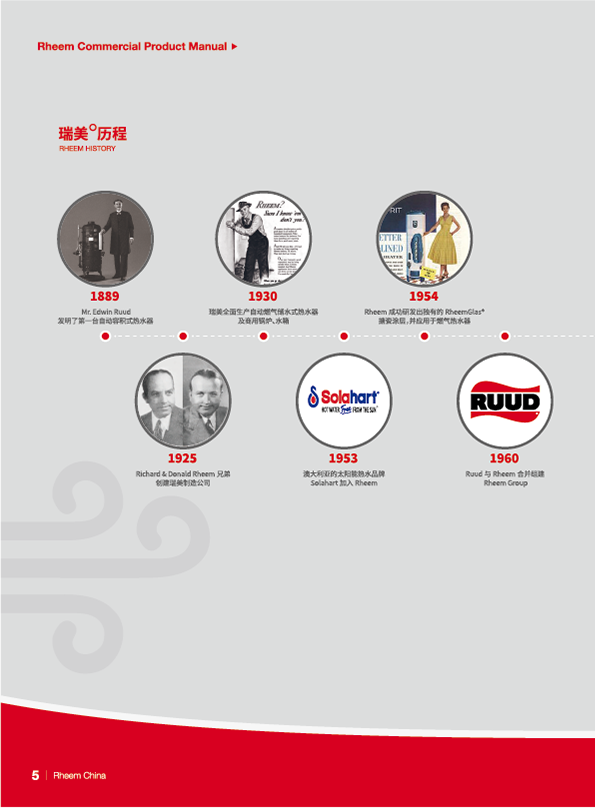 Rheem Commercial Product Manual
瑞美°历程
RHEEM HISTORY
1889
Mr. Edwin Ruud
发明了第一台自动容积式热水器
RHEEM?
Sure I know 'em
don't you.
1930
瑞美全面生产自动燃气储水式热水器
及商用锅炉、水箱
1954
Rheem 成功研发出独有的 RheemGlas®
搪瓷涂层,并应用于燃气热水器
1925
Richard & Donald Rheem 兄弟
创建瑞美制造公司
Solahart®
HOT WATER Free FROM THE SUN
1953
澳大利亚的太阳能热水品牌
Solahart 加入 Rheem
RUUD
1960
Ruud 与 Rheem 合并组建
Rheem Group
5 | Rheem China